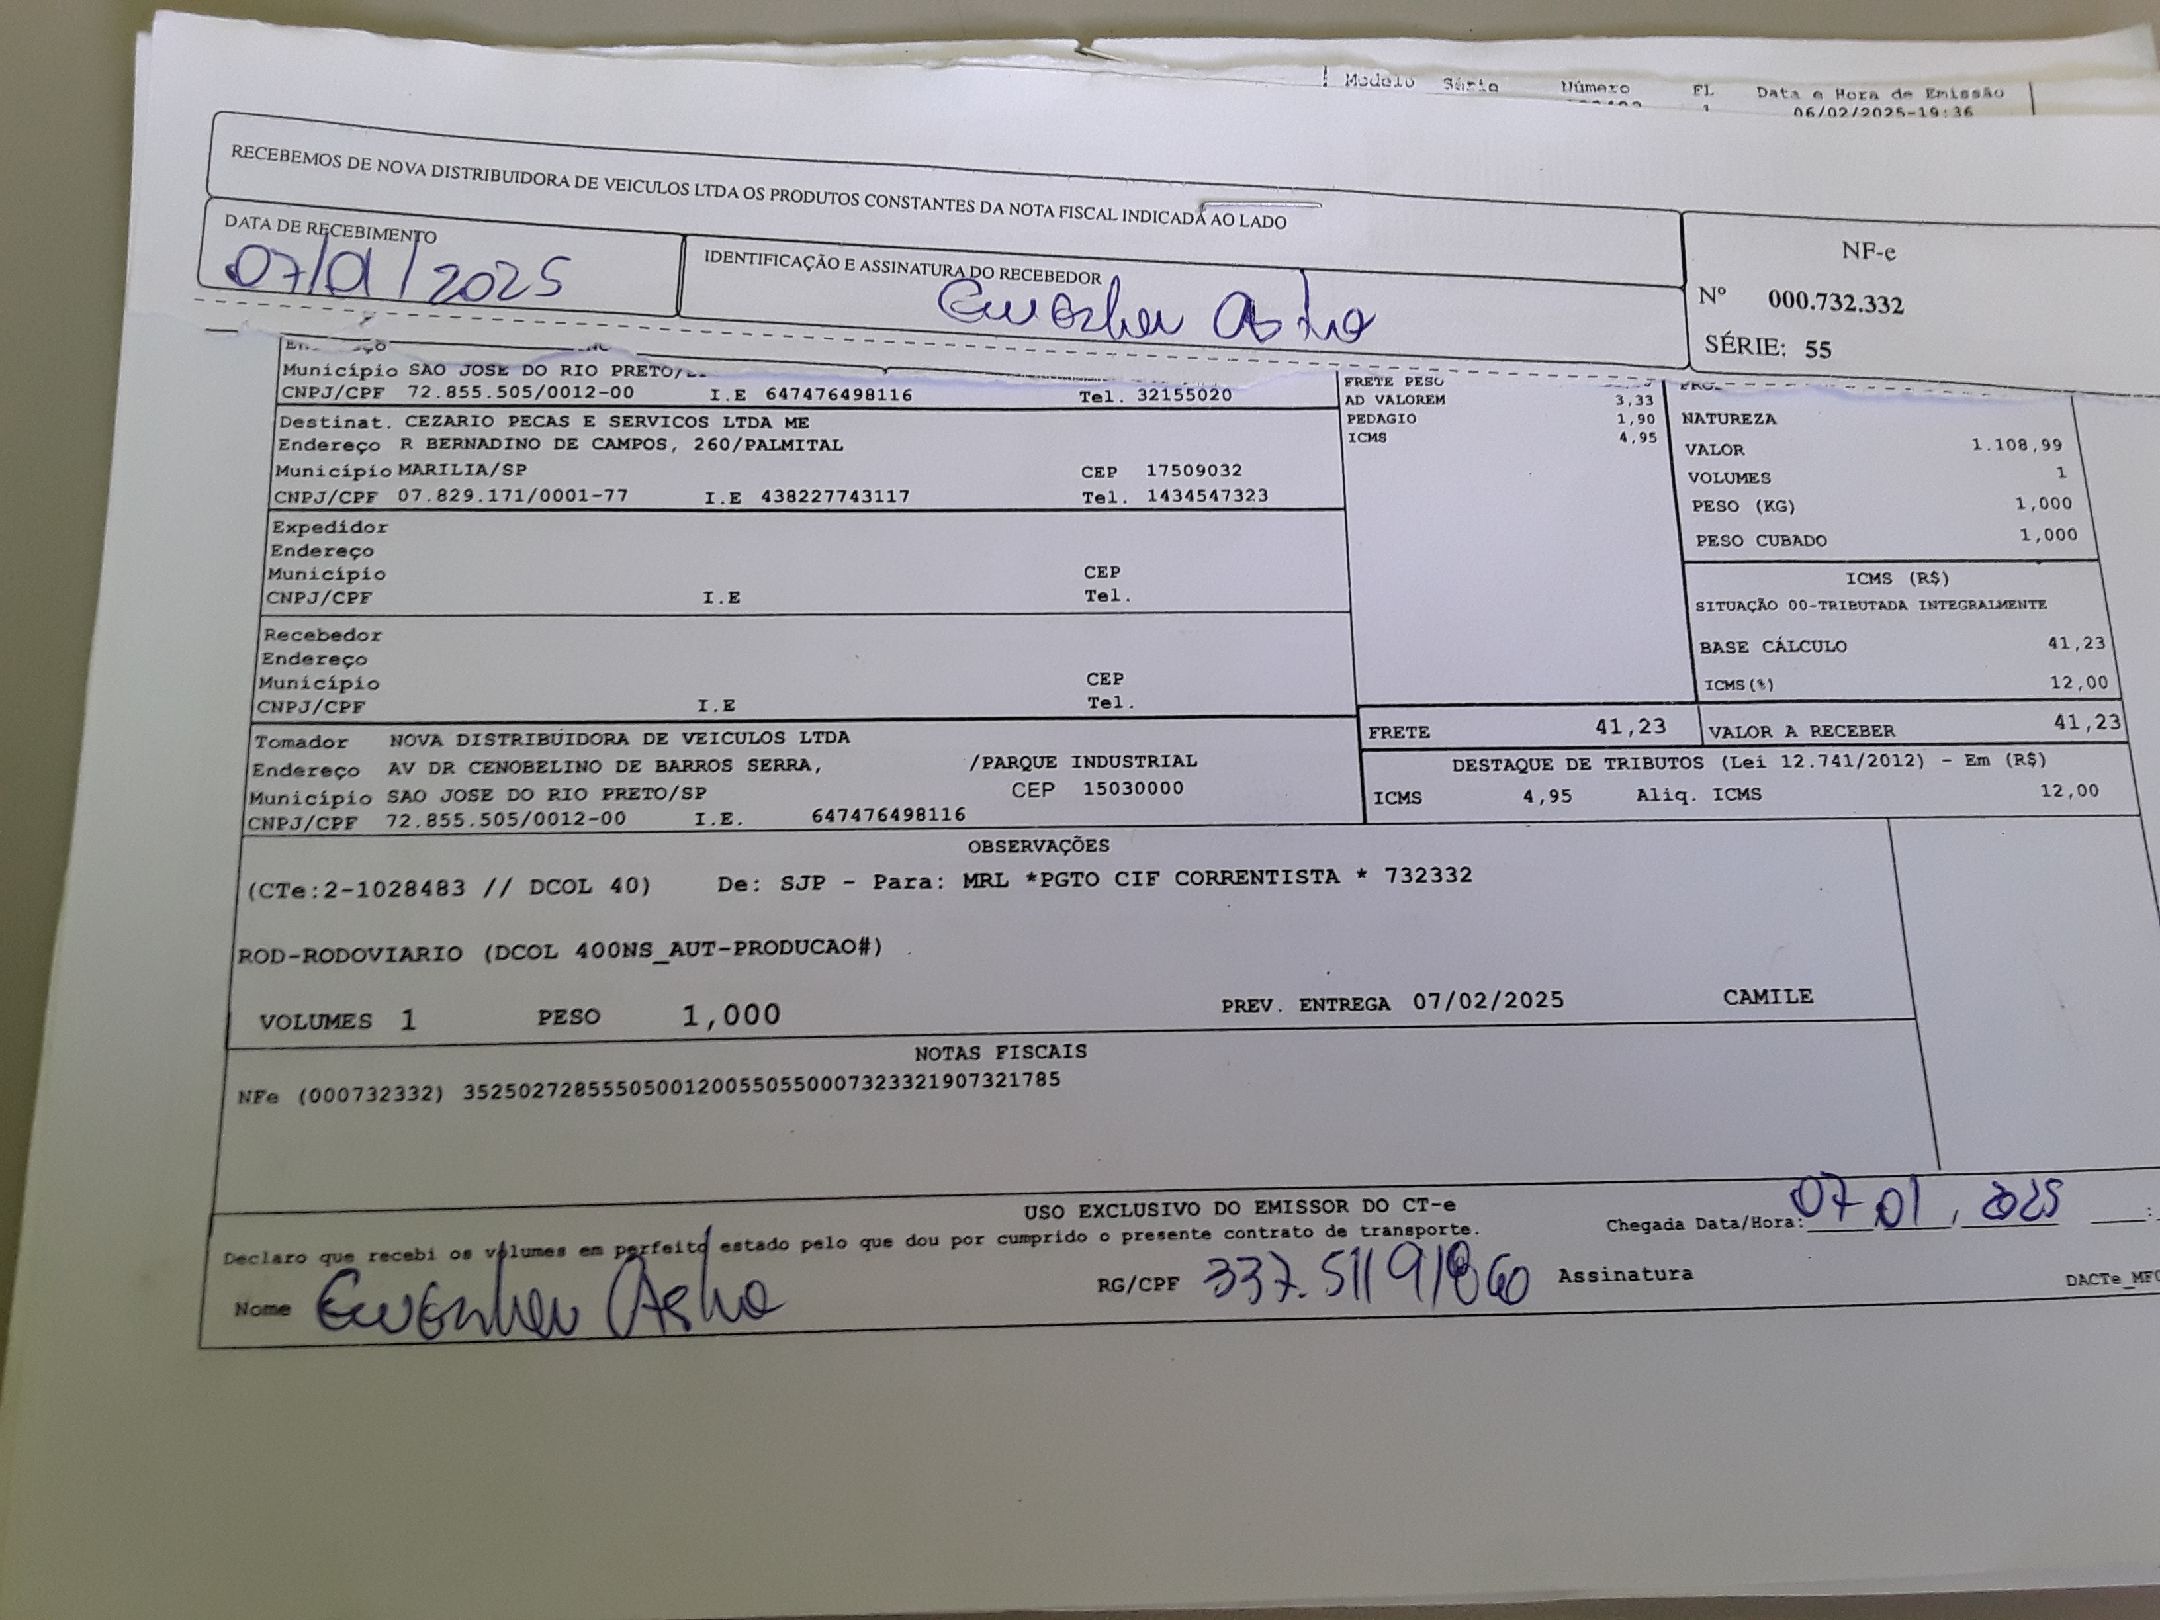 Modelo Série Número FL Data e Hora de Emissão
1 06/02/2025-19:36
RECEBEMOS DE NOVA DISTRIBUIDORA DE VEICULOS LTDA OS PRODUTOS CONSTANTES DA NOTA FISCAL INDICADA AO LADO
DATA DE RECEBIMENTO
07/01/2025
IDENTIFICAÇÃO E ASSINATURA DO RECEBEDOR
NF-e
Nº 000.732.332
SÉRIE: 55
Município SAO JOSE DO RIO PRETO/
CNPJ/CPF 72.855.505/0012-00 I.E 647476498116 Tel. 32155020
Destinat. CEZARIO PECAS E SERVICOS LTDA ME
Endereço R BERNADINO DE CAMPOS, 260/PALMITAL
Município MARILIA/SP CEP 17509032
CNPJ/CPF 07.829.171/0001-77 I.E 438227743117 Tel. 1434547323
Expedidor
Endereço
Município CEP
CNPJ/CPF I.E Tel.
Recebedor
Endereço
Município CEP
CNPJ/CPF I.E Tel.
Tomador NOVA DISTRIBUIDORA DE VEICULOS LTDA
Endereço AV DR CENOBELINO DE BARROS SERRA, /PARQUE INDUSTRIAL
Município SAO JOSE DO RIO PRETO/SP CEP 15030000
CNPJ/CPF 72.855.505/0012-00 I.E. 647476498116
FRETE PESO
AD VALOREM 3,33
PEDAGIO 1,90
ICMS 4,95
NATUREZA
VALOR 1.108,99
VOLUMES 1
PESO (KG) 1,000
PESO CUBADO 1,000
ICMS (R$)
SITUAÇÃO 00-TRIBUTADA INTEGRALMENTE
BASE CÁLCULO 41,23
ICMS(%) 12,00
FRETE 41,23 VALOR A RECEBER 41,23
DESTAQUE DE TRIBUTOS (Lei 12.741/2012) - Em (R$)
ICMS 4,95 Aliq. ICMS 12,00
OBSERVAÇÕES
(CTe:2-1028483 // DCOL 40) De: SJP - Para: MRL *PGTO CIF CORRENTISTA * 732332
ROD-RODOVIARIO (DCOL 400NS_AUT-PRODUCAO#)
VOLUMES 1 PESO 1,000 PREV. ENTREGA 07/02/2025 CAMILE
NOTAS FISCAIS
NFe (000732332) 35250272855505001200550550007323321907321785
USO EXCLUSIVO DO EMISSOR DO CT-e
Declaro que recebi os volumes em perfeito estado pelo que dou por cumprido o presente contrato de transporte.
Chegada Data/Hora: 07 01, 2025 :
Nome
RG/CPF
Assinatura